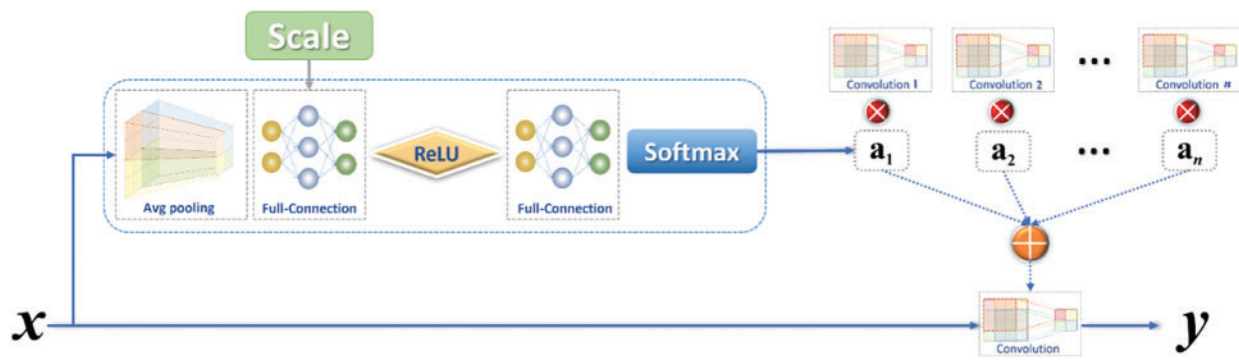 Scale
Convolution 1
Convolution 2
...
Convolution n
Avg pooling
Full-Connection
ReLU
Full-Connection
Softmax
a1
a2
...
an
x
Convolution
y